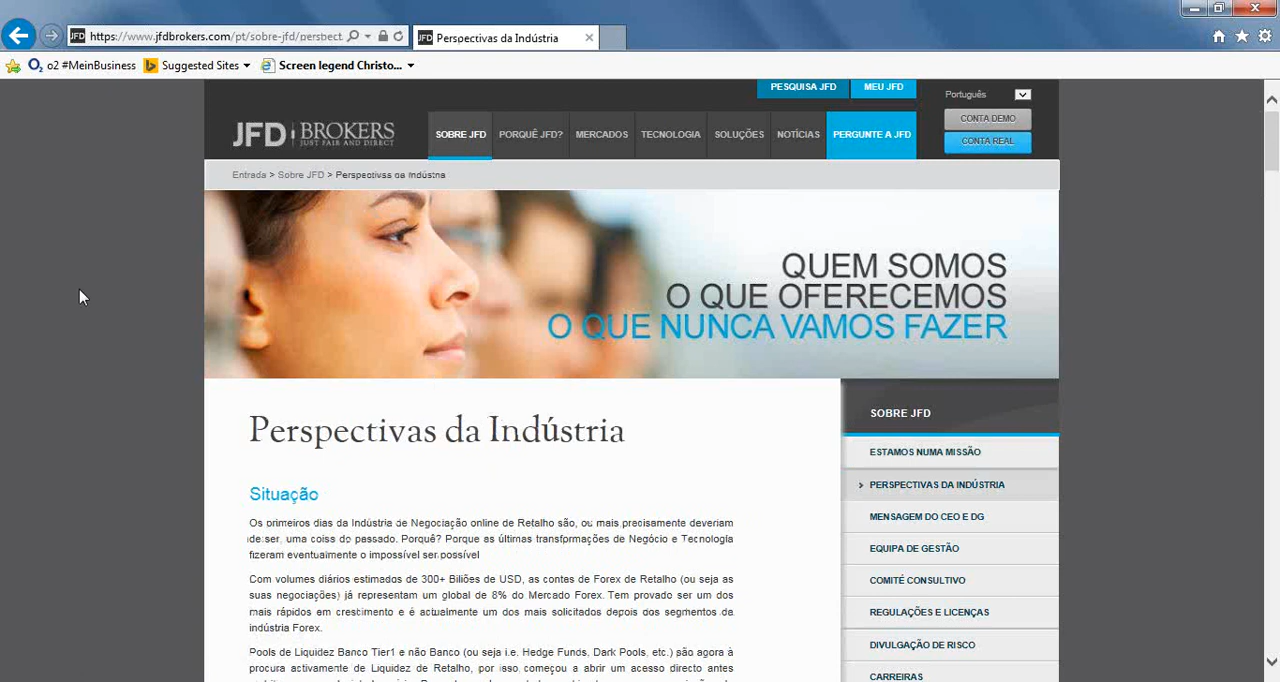 https://www.jfdbrokers.com/pt/sobre-jfd/perspect
JFD Perspectivas da Indústria
o2 #MeinBusiness Suggested Sites Screen legend Christo...
PESQUISA JFD MEU JFD Português
JFD BROKERS
JUST FAIR AND DIRECT
SOBRE JFD PORQUÊ JFD? MERCADOS TECNOLOGIA SOLUÇÕES NOTÍCIAS PERGUNTE A JFD
CONTA DEMO
CONTA REAL
Entrada > Sobre JFD > Perspectivas da Indústria
QUEM SOMOS
O QUE OFERECEMOS
O QUE NUNCA VAMOS FAZER
Perspectivas da Indústria
Situação
Os primeiros dias da Indústria de Negociação online de Retalho são, ou mais precisamente deveriam
de ser, uma coisa do passado. Porquê? Porque as últimas transformações de Negócio e Tecnologia
fizeram eventualmente o impossível ser possível
Com volumes diários estimados de 300+ Biliões de USD, as contes de Forex de Retalho (ou seja as
suas negociações) já representam um global de 8% do Mercado Forex. Tem provado ser um dos
mais rápidos em crescimento e é actualmente um dos mais solicitados depois dos segmentos da
indústria Forex.
Pools de Liquidez Banco Tier1 e não Banco (ou seja i.e. Hedge Funds, Dark Pools, etc.) são agora à
procura activamente de Liquidez de Retalho, por isso começou a abrir um acesso directo antes
SOBRE JFD
ESTAMOS NUMA MISSÃO
PERSPECTIVAS DA INDÚSTRIA
MENSAGEM DO CEO E DG
EQUIPA DE GESTÃO
COMITÉ CONSULTIVO
REGULAÇÕES E LICENÇAS
DIVULGAÇÃO DE RISCO
CARREIRAS